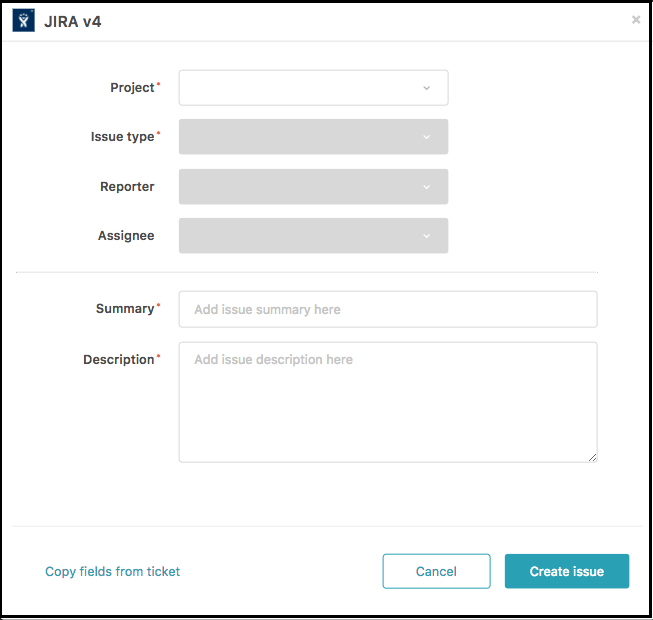 JIRA v4
Project*
Issue type*
Reporter
Assignee
Summary*
Add issue summary here
Description*
Add issue description here
Copy fields from ticket
Cancel
Create issue